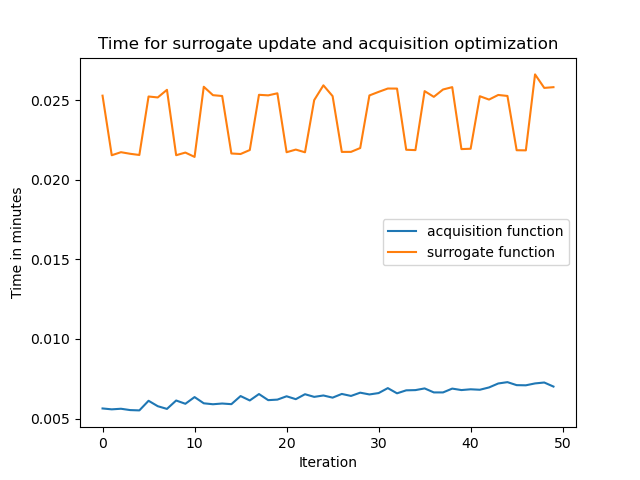 Time for surrogate update and acquisition optimization
0.025
0.020
0.015
0.010
0.005
Time in minutes
acquisition function
surrogate function
0 10 20 30 40 50
Iteration